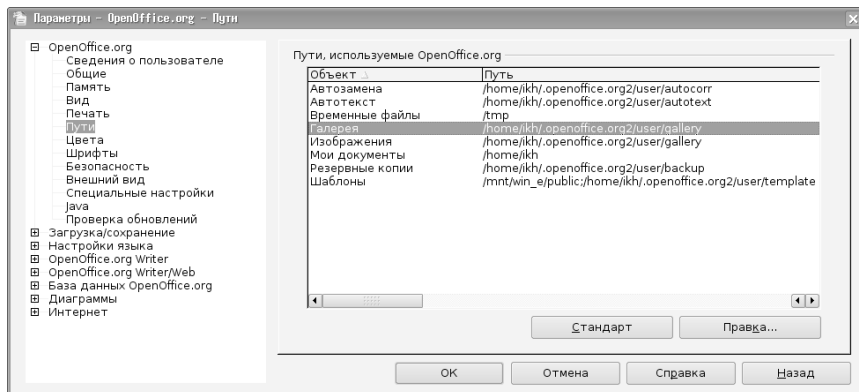 Параметры - OpenOffice.org - Пути
OpenOffice.org
Сведения о пользователе
Общие
Память
Вид
Печать
Пути
Цвета
Шрифты
Безопасность
Внешний вид
Специальные настройки
Java
Проверка обновлений
Загрузка/сохранение
Настройки языка
OpenOffice.org Writer
OpenOffice.org Writer/Web
База данных OpenOffice.org
Диаграммы
Интернет
Пути, используемые OpenOffice.org
Объект Путь
Автозамена /home/ikh/.openoffice.org2/user/autocorr
Автотекст /home/ikh/.openoffice.org2/user/autotext
Временные файлы /tmp
Галерея /home/ikh/.openoffice.org2/user/gallery
Изображения /home/ikh/.openoffice.org2/user/gallery
Мои документы /home/ikh
Резервные копии /home/ikh/.openoffice.org2/user/backup
Шаблоны /mnt/win_e/public;/home/ikh/.openoffice.org2/user/template
Стандарт Правка...
OK Отмена Справка Назад